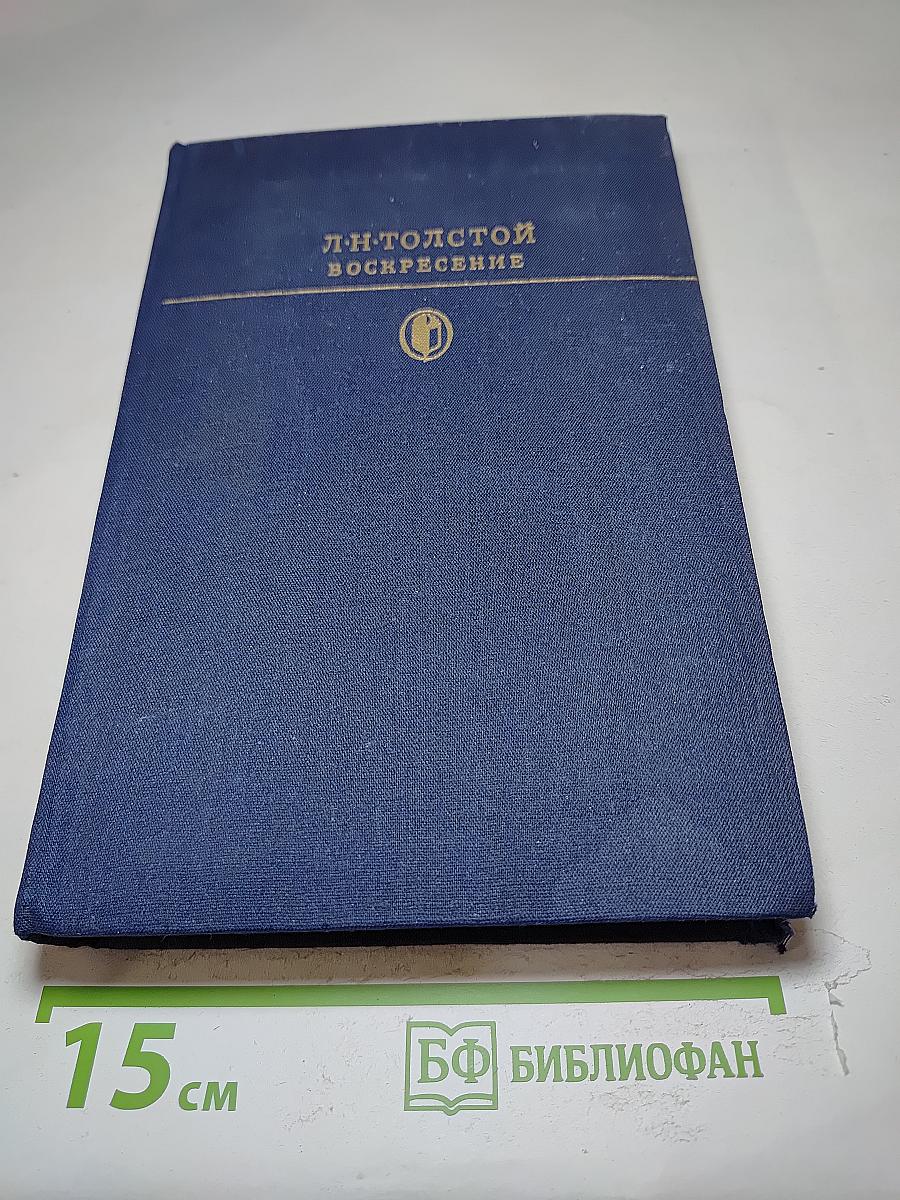 Л·Н·ТОЛСТОЙ
ВОСКРЕСЕНИЕ
15 см
БФ БИБЛИОФАН